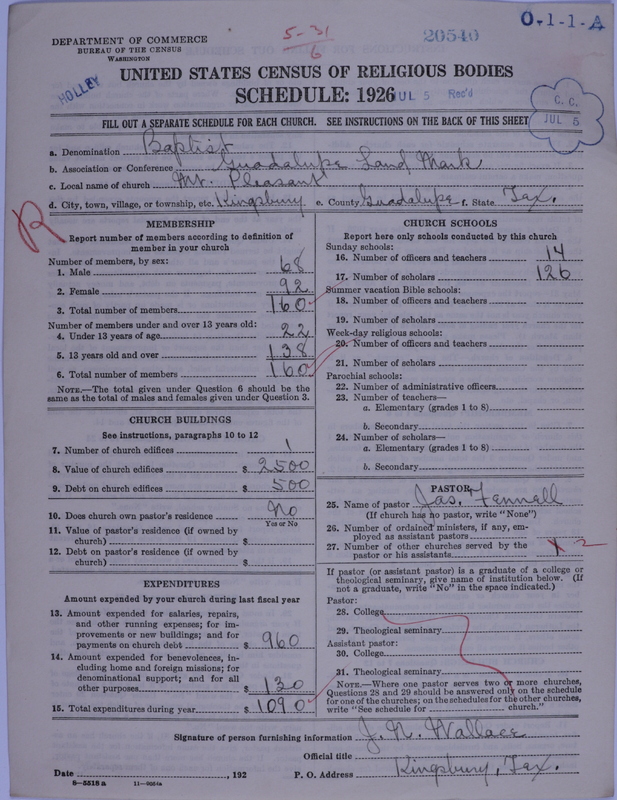 DEPARTMENT OF COMMERCE
BUREAU OF THE CENSUS
WASHINGTON
5-31
6
20540
O-1-1-A
HOLLEY
UNITED STATES CENSUS OF RELIGIOUS BODIES
SCHEDULE: 1926
JUL 5 Rec'd
C. C.
JUL 5
FILL OUT A SEPARATE SCHEDULE FOR EACH CHURCH. SEE INSTRUCTIONS ON THE BACK OF THIS SHEET
a. Denomination Baptist
b. Association or Conference Guadalupe Land Mark
c. Local name of church Mt. Pleasant
d. City, town, village, or township, etc. Kingsbury e. County Guadalupe f. State Tex.
R
MEMBERSHIP
Report number of members according to definition of
member in your church
Number of members, by sex:
1. Male 68
2. Female 92
3. Total number of members 160
Number of members under and over 13 years old:
4. Under 13 years of age 22
5. 13 years old and over 138
6. Total number of members 160
NOTE.—The total given under Question 6 should be the
same as the total of males and females given under Question 3.
CHURCH BUILDINGS
See instructions, paragraphs 10 to 12
7. Number of church edifices 1
8. Value of church edifices $ 2500
9. Debt on church edifices $ 500
10. Does church own pastor's residence No
Yes or No
11. Value of pastor's residence (if owned by
church) $
12. Debt on pastor's residence (if owned by
church) $
EXPENDITURES
Amount expended by your church during last fiscal year
13. Amount expended for salaries, repairs,
and other running expenses; for im-
provements or new buildings; and for
payments on church debt $ 960
14. Amount expended for benevolences, in-
cluding home and foreign missions; for
denominational support; and for all
other purposes $ 130
15. Total expenditures during year $ 1090
CHURCH SCHOOLS
Report here only schools conducted by this church
Sunday schools:
16. Number of officers and teachers 14
17. Number of scholars 126
Summer vacation Bible schools:
18. Number of officers and teachers
19. Number of scholars
Week-day religious schools:
20. Number of officers and teachers
21. Number of scholars
Parochial schools:
22. Number of administrative officers
23. Number of teachers—
a. Elementary (grades 1 to 8)
b. Secondary
24. Number of scholars—
a. Elementary (grades 1 to 8)
b. Secondary
PASTOR
25. Name of pastor Jas. Fennell
(If church has no pastor, write "None")
26. Number of ordained ministers, if any, em-
ployed as assistant pastors
27. Number of other churches served by the
pastor or his assistants 2
If pastor (or assistant pastor) is a graduate of a college or
theological seminary, give name of institution below. (If
not a graduate, write "No" in the space indicated.)
Pastor:
28. College
29. Theological seminary
Assistant pastor:
30. College
31. Theological seminary
NOTE.—Where one pastor serves two or more churches,
Questions 28 and 29 should be answered only on the schedule
for one of the churches; on the schedules for the other churches,
write "See schedule for church."
Signature of person furnishing information J. N. Wallace
Official title
Date , 192 P. O. Address Kingsbury, Tex.
8-5518 a 11-9054a